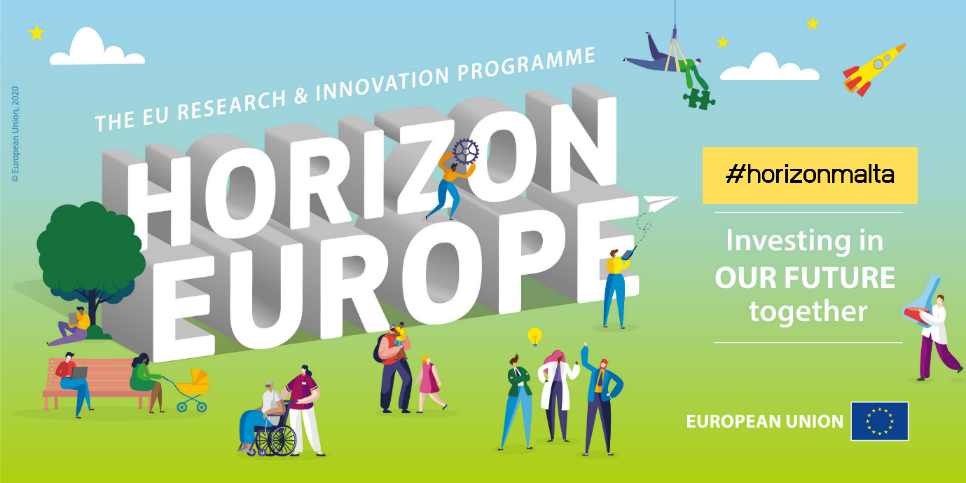 © European Union, 2020
THE EU RESEARCH & INNOVATION PROGRAMME
HORIZON
EUROPE
#horizonmalta
Investing in
OUR FUTURE
together
EUROPEAN UNION